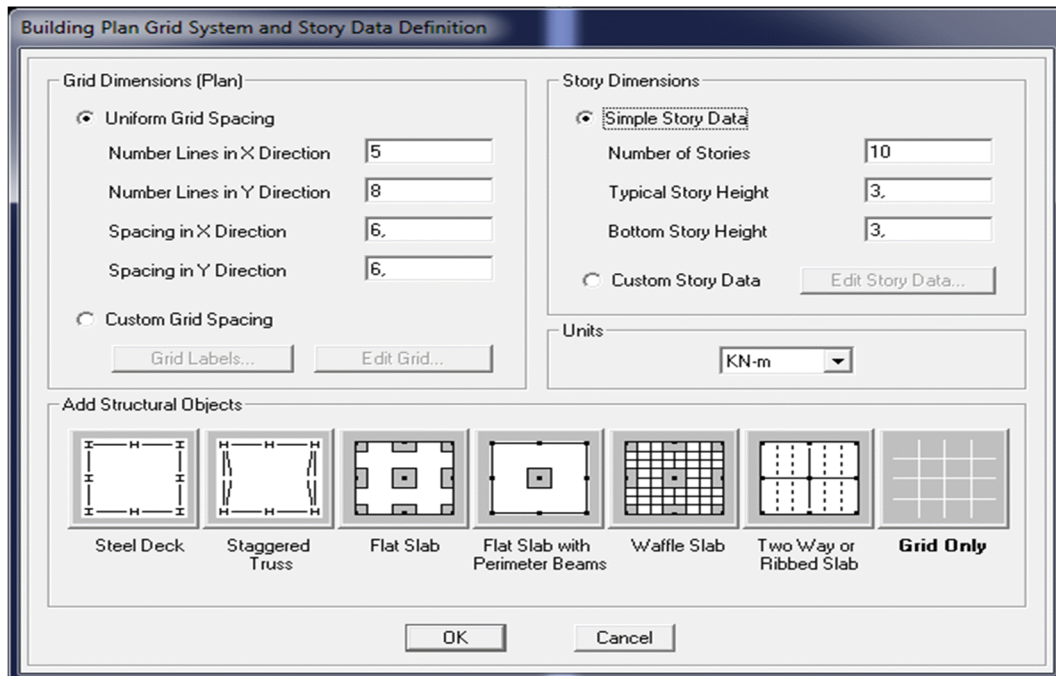 Building Plan Grid System and Story Data Definition
Grid Dimensions (Plan)
Uniform Grid Spacing
Number Lines in X Direction 5
Number Lines in Y Direction 8
Spacing in X Direction 6,
Spacing in Y Direction 6,
Custom Grid Spacing
Grid Labels... Edit Grid...
Story Dimensions
Simple Story Data
Number of Stories 10
Typical Story Height 3,
Bottom Story Height 3,
Custom Story Data Edit Story Data...
Units
KN-m
Add Structural Objects
Steel Deck
Staggered
Truss
Flat Slab
Flat Slab with
Perimeter Beams
Waffle Slab
Two Way or
Ribbed Slab
Grid Only
OK Cancel